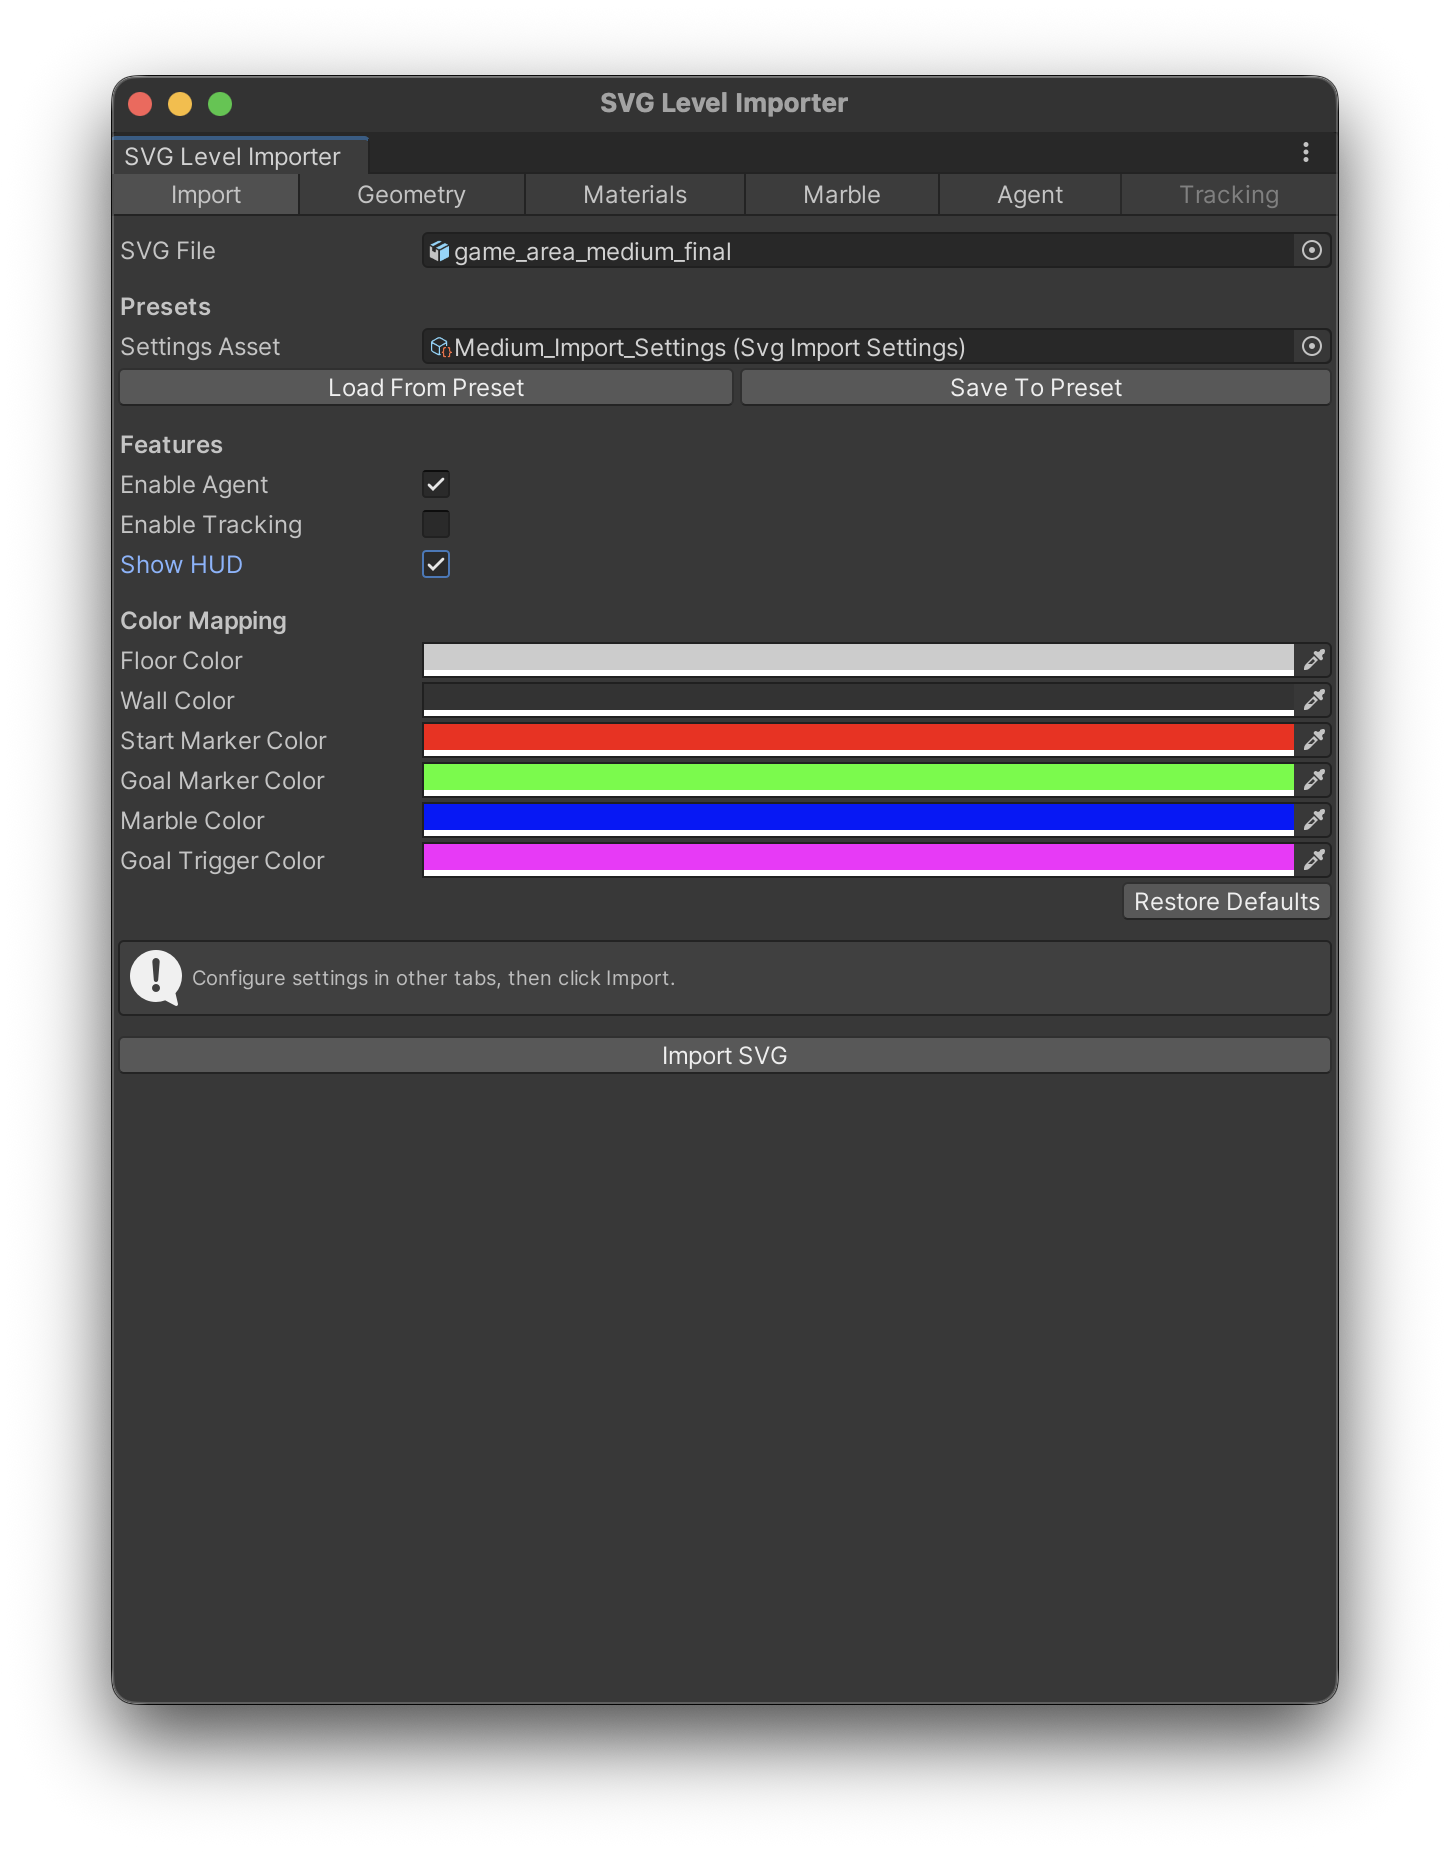 SVG Level Importer
SVG Level Importer
Import Geometry Materials Marble Agent Tracking
SVG File game_area_medium_final
Presets
Settings Asset Medium_Import_Settings (Svg Import Settings)
Load From Preset Save To Preset
Features
Enable Agent
Enable Tracking
Show HUD
Color Mapping
Floor Color
Wall Color
Start Marker Color
Goal Marker Color
Marble Color
Goal Trigger Color
Restore Defaults
Configure settings in other tabs, then click Import.
Import SVG